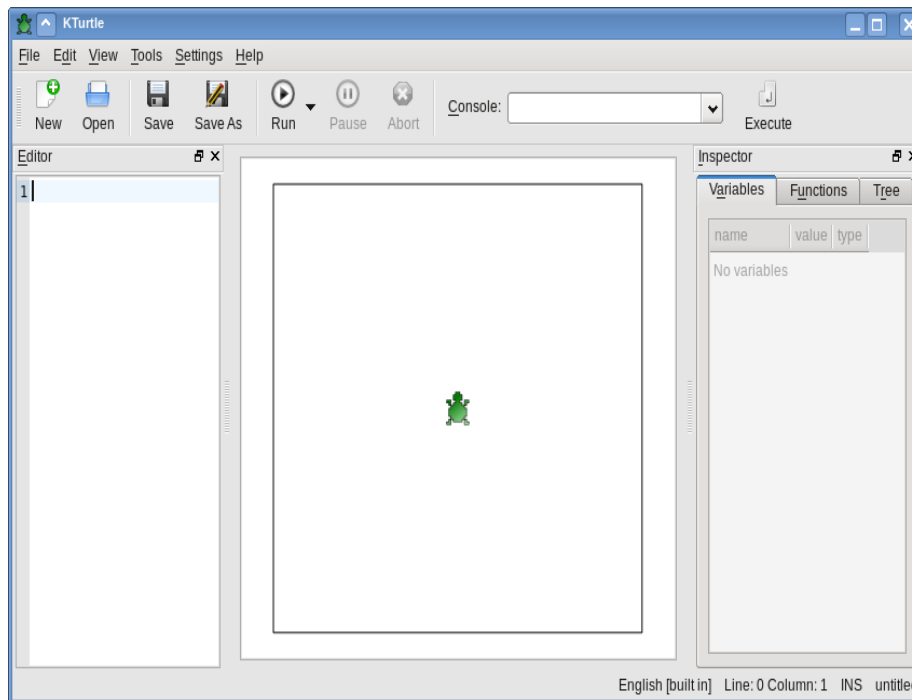 KTurtle
File Edit View Tools Settings Help
New Open Save Save As Run Pause Abort Console: Execute
Editor
1
Inspector
Variables Functions Tree
name value type
No variables
English [built in] Line: 0 Column: 1 INS